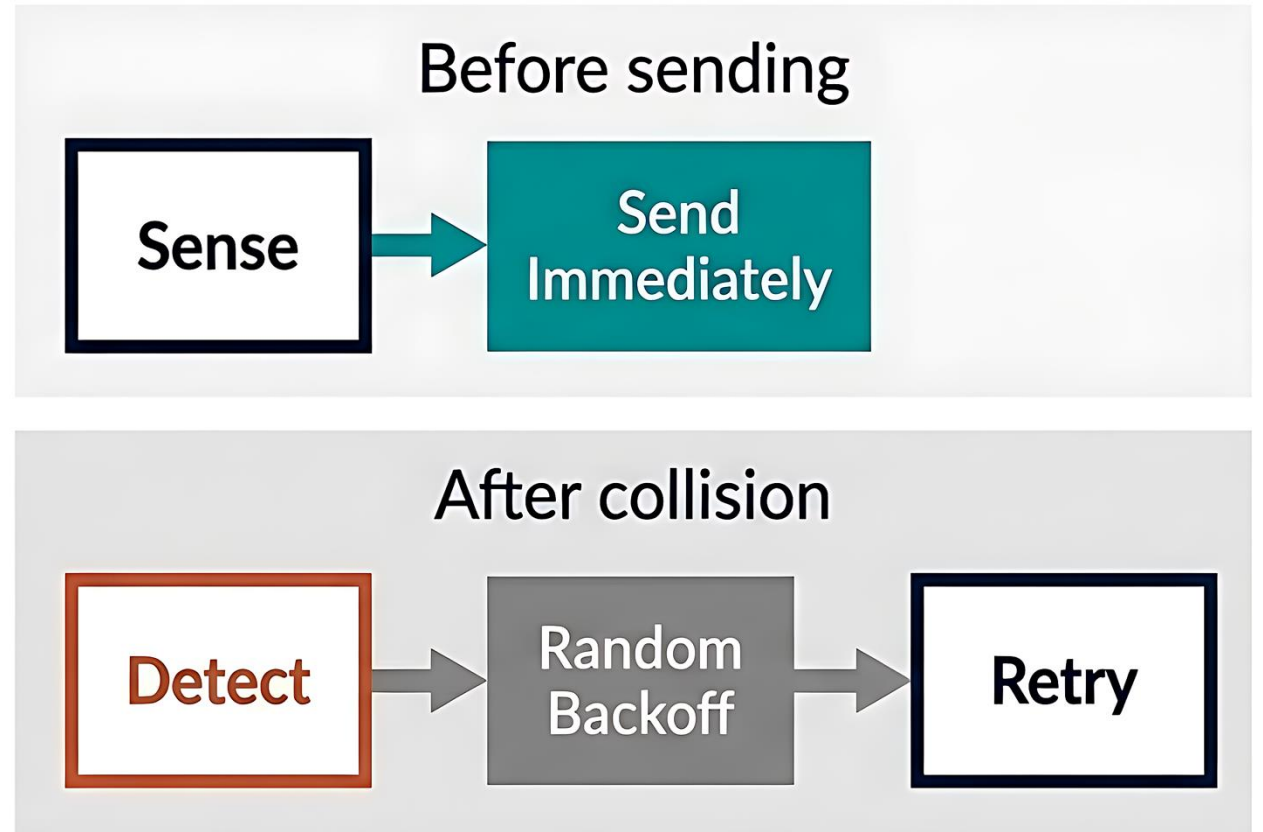 Before sending
Sense
Send
Immediately
After collision
Detect
Random
Backoff
Retry